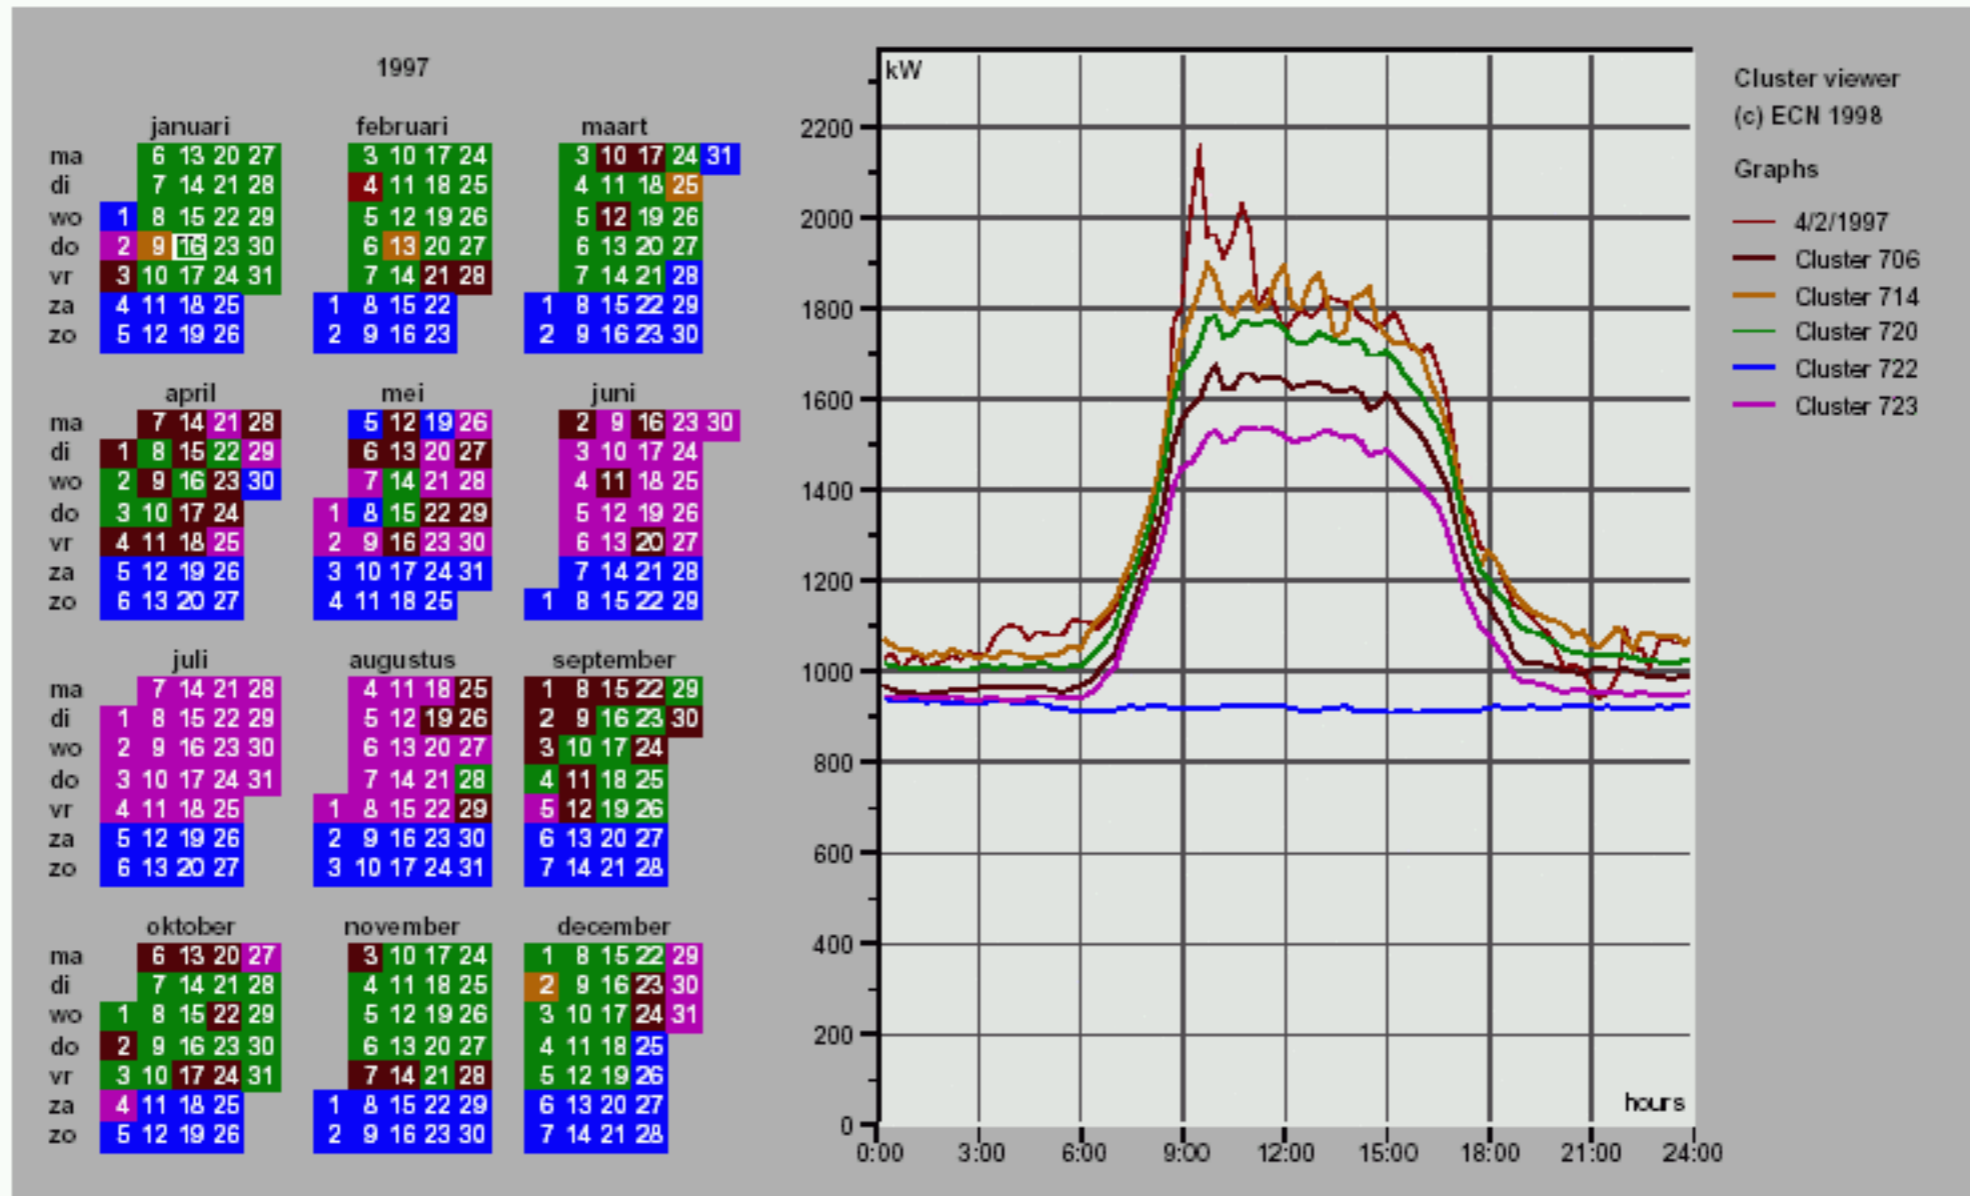 1997
januari februari maart
ma 6 13 20 27 3 10 17 24 3 10 17 24 31
di 7 14 21 28 4 11 18 25 4 11 18 25
wo 1 8 15 22 29 5 12 19 26 5 12 19 26
do 2 9 16 23 30 6 13 20 27 6 13 20 27
vr 3 10 17 24 31 7 14 21 28 7 14 21 28
za 4 11 18 25 1 8 15 22 1 8 15 22 29
zo 5 12 19 26 2 9 16 23 2 9 16 23 30
april mei juni
ma 7 14 21 28 5 12 19 26 2 9 16 23 30
di 1 8 15 22 29 6 13 20 27 3 10 17 24
wo 2 9 16 23 30 7 14 21 28 4 11 18 25
do 3 10 17 24 1 8 15 22 29 5 12 19 26
vr 4 11 18 25 2 9 16 23 30 6 13 20 27
za 5 12 19 26 3 10 17 24 31 7 14 21 28
zo 6 13 20 27 4 11 18 25 1 8 15 22 29
juli augustus september
ma 7 14 21 28 4 11 18 25 1 8 15 22 29
di 1 8 15 22 29 5 12 19 26 2 9 16 23 30
wo 2 9 16 23 30 6 13 20 27 3 10 17 24
do 3 10 17 24 31 7 14 21 28 4 11 18 25
vr 4 11 18 25 1 8 15 22 29 5 12 19 26
za 5 12 19 26 2 9 16 23 30 6 13 20 27
zo 6 13 20 27 3 10 17 24 31 7 14 21 28
oktober november december
ma 6 13 20 27 3 10 17 24 1 8 15 22 29
di 7 14 21 28 4 11 18 25 2 9 16 23 30
wo 1 8 15 22 29 5 12 19 26 3 10 17 24 31
do 2 9 16 23 30 6 13 20 27 4 11 18 25
vr 3 10 17 24 31 7 14 21 28 5 12 19 26
za 4 11 18 25 1 8 15 22 29 6 13 20 27
zo 5 12 19 26 2 9 16 23 30 7 14 21 28
kW
2200
2000
1800
1600
1400
1200
1000
800
600
400
200
0
hours
0:00 3:00 6:00 9:00 12:00 15:00 18:00 21:00 24:00
Cluster viewer
(c) ECN 1998
Graphs
4/2/1997
Cluster 706
Cluster 714
Cluster 720
Cluster 722
Cluster 723